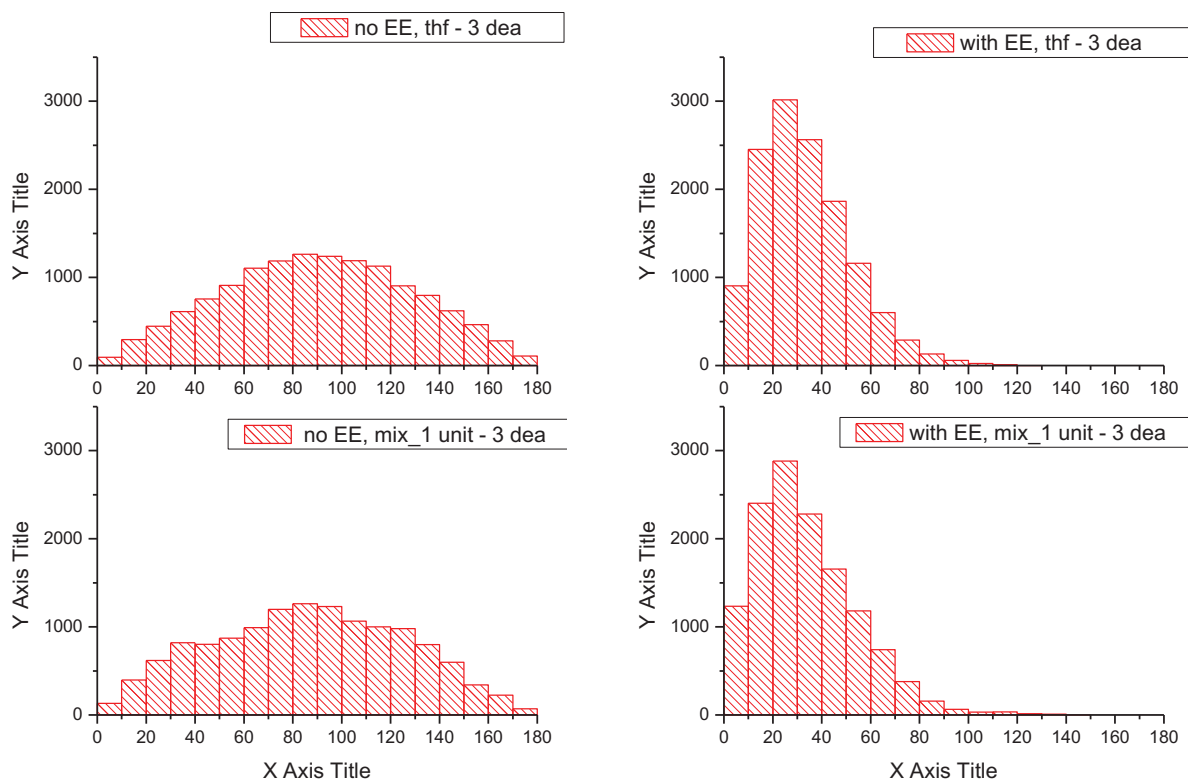 no EE, thf - 3 dea
Y Axis Title
3000
2000
1000
0
0 20 40 60 80 100 120 140 160 180
with EE, thf - 3 dea
Y Axis Title
3000
2000
1000
0
0 20 40 60 80 100 120 140 160 180
no EE, mix_1 unit - 3 dea
Y Axis Title
3000
2000
1000
0
0 20 40 60 80 100 120 140 160 180
X Axis Title
with EE, mix_1 unit - 3 dea
Y Axis Title
3000
2000
1000
0
0 20 40 60 80 100 120 140 160 180
X Axis Title